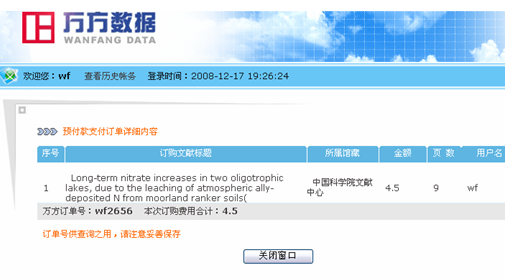 万方数据
WANFANG DATA
欢迎您：wf 查看历史帐务 登录时间：2008-12-17 19:26:24
预付款支付订单详细内容
序号 订购文献标题 所属馆藏 金额 页 数 用户名
1 Long-term nitrate increases in two oligotrophic lakes, due to the leaching of atmospheric ally-deposited N from moorland ranker soils( 中国科学院文献中心 4.5 9 wf
万方订单号：wf2656 本次订购费用合计：4.5
订单号供查询之用，请注意妥善保存
关闭窗口